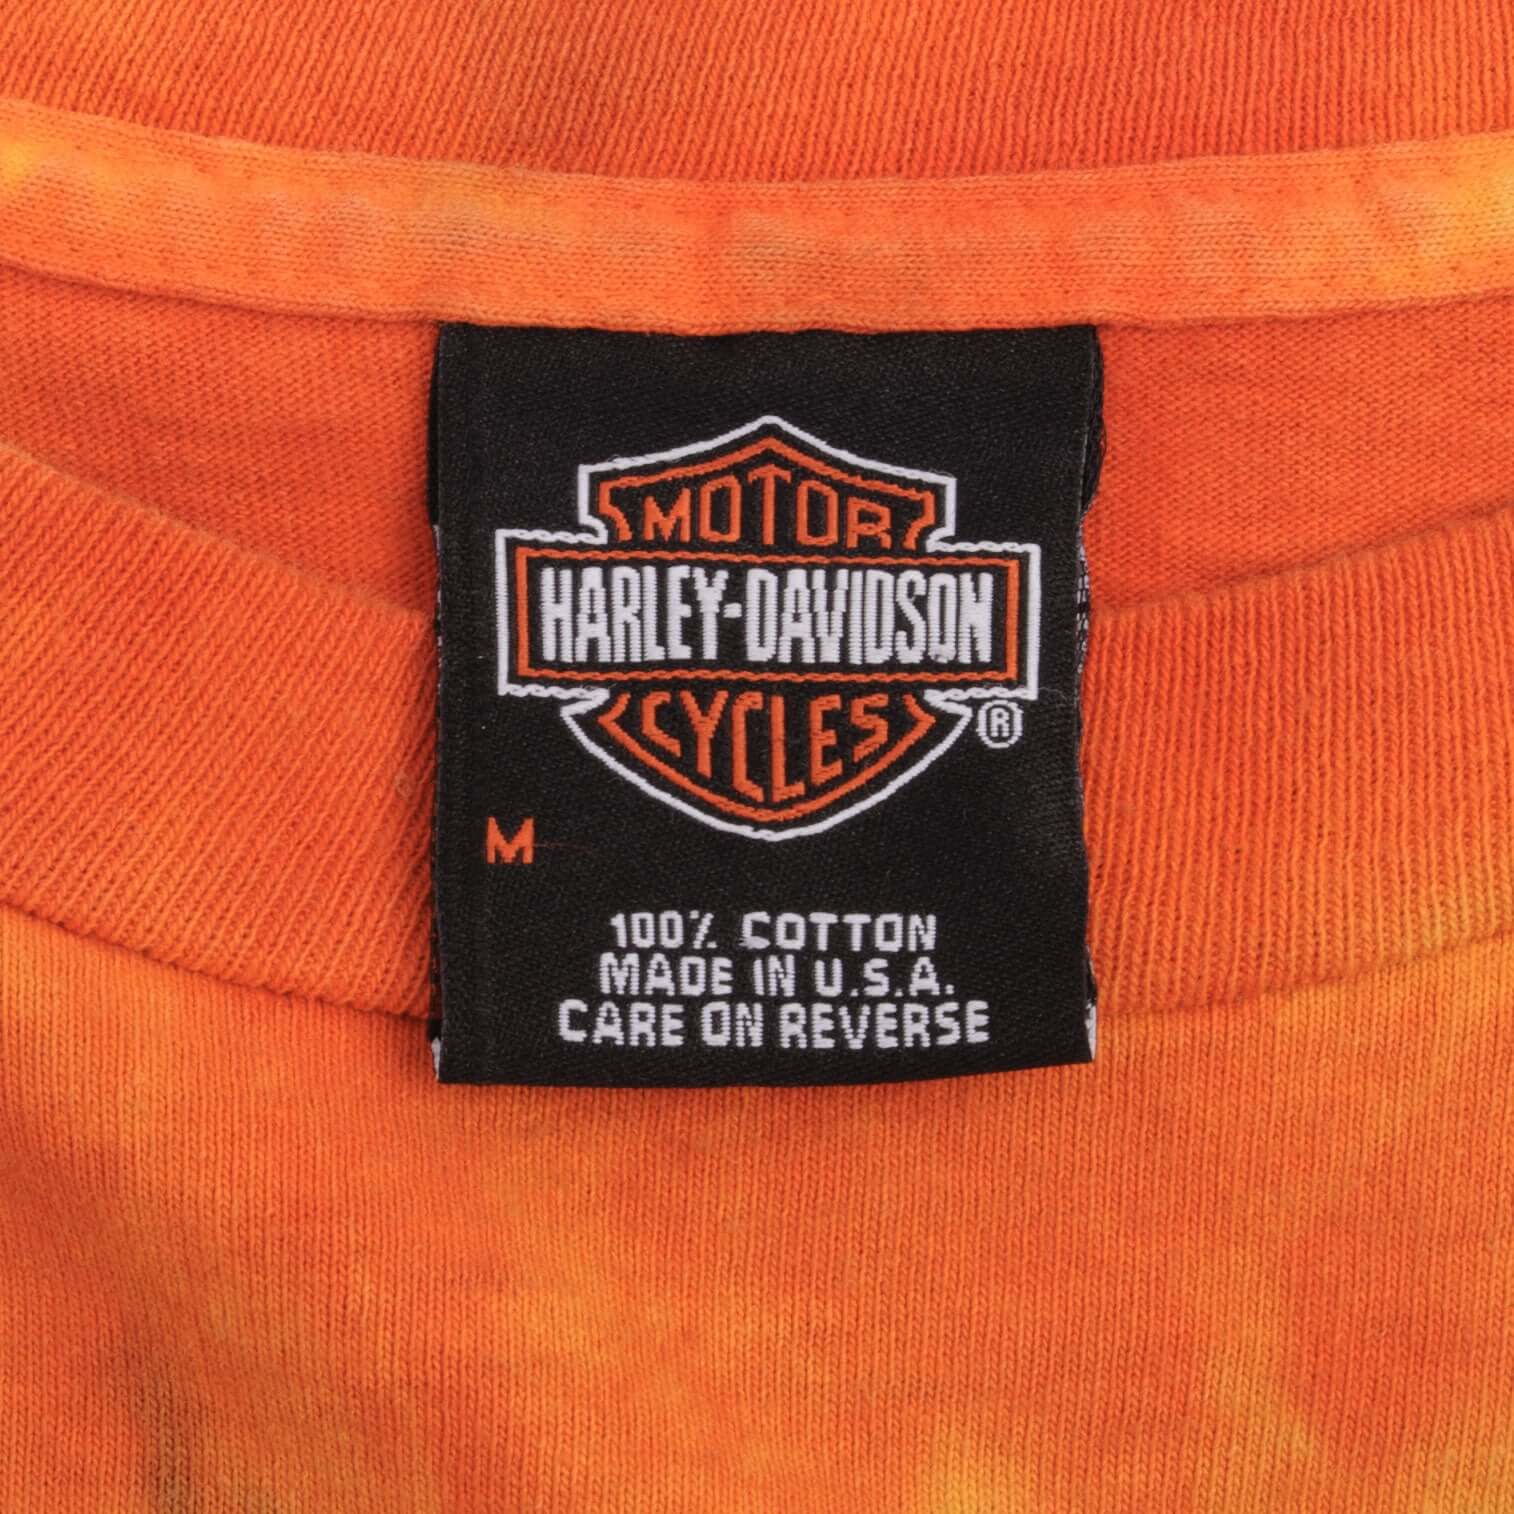 MOTOR
HARLEY-DAVIDSON
CYCLES
®
M
100% COTTON
MADE IN U.S.A.
CARE ON REVERSE